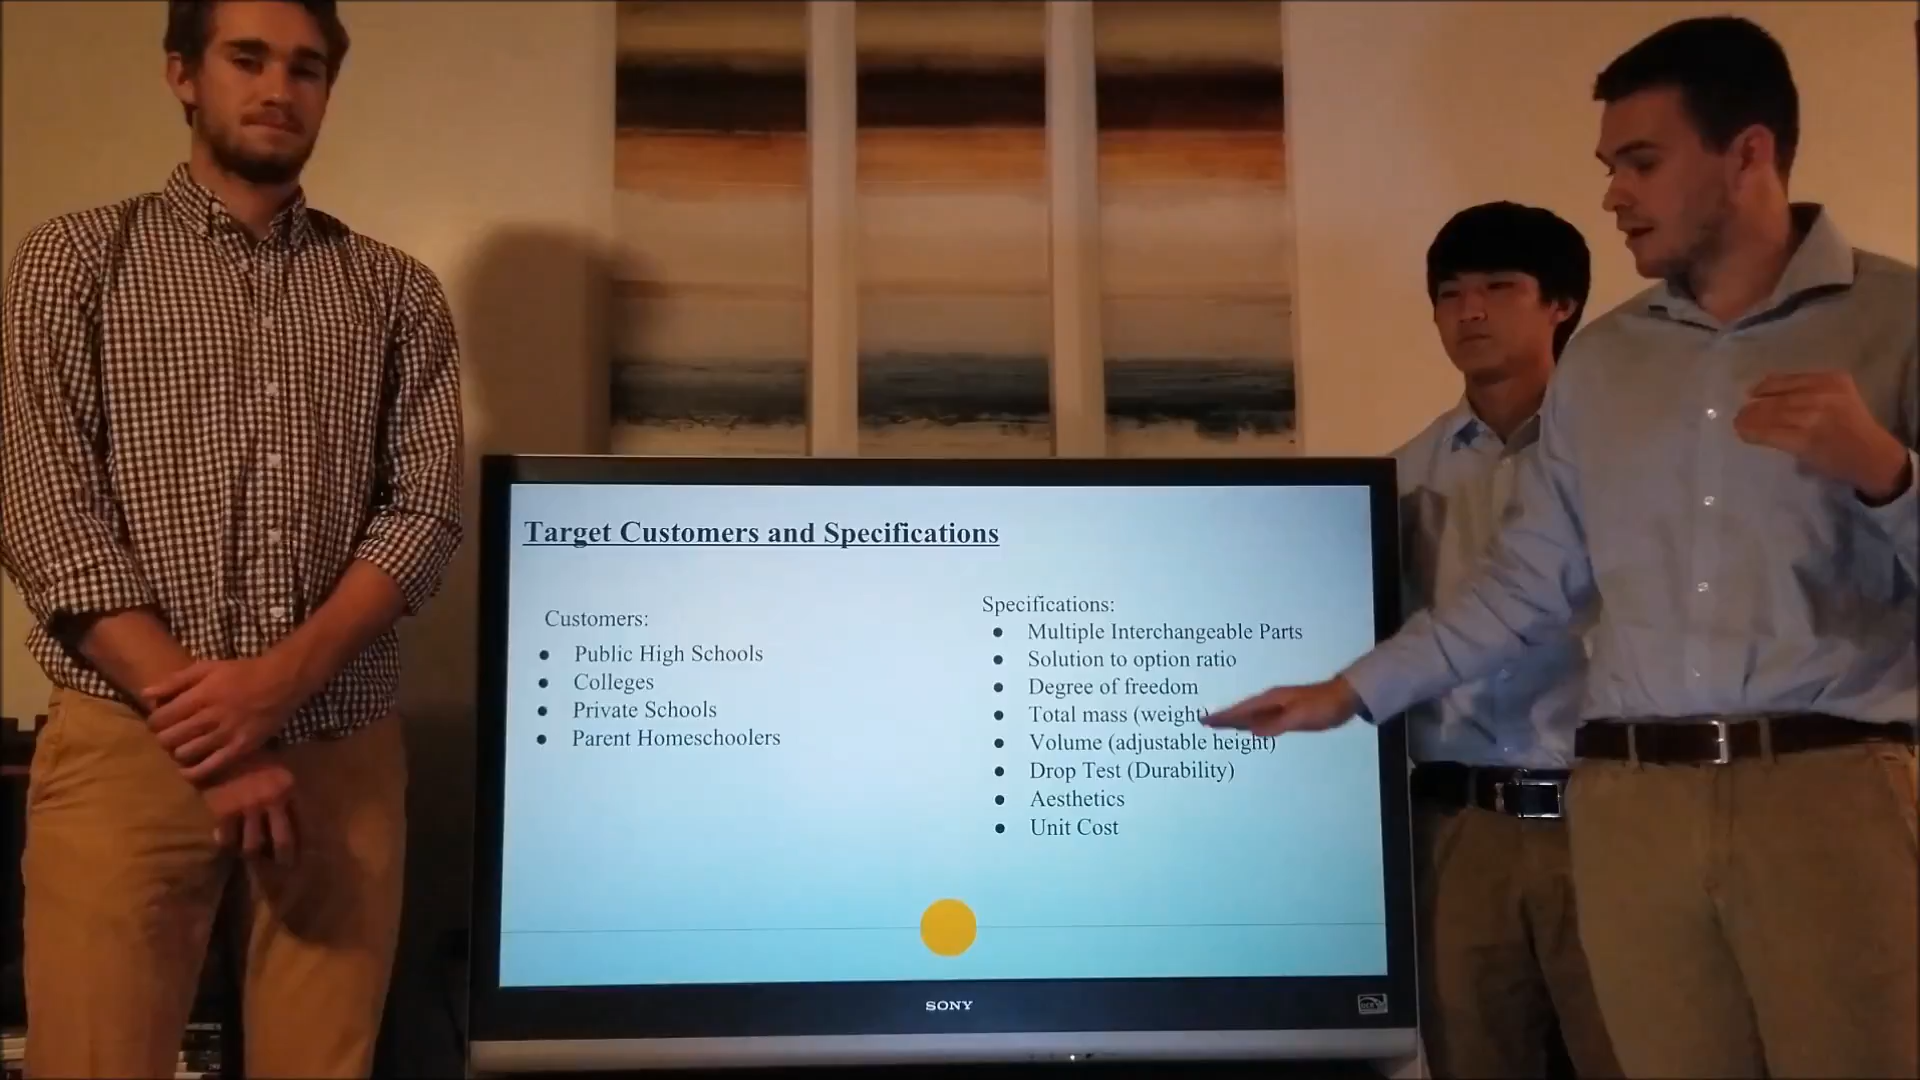 Target Customers and Specifications
Customers:
● Public High Schools
● Colleges
● Private Schools
● Parent Homeschoolers
Specifications:
● Multiple Interchangeable Parts
● Solution to option ratio
● Degree of freedom
● Total mass (weight)
● Volume (adjustable height)
● Drop Test (Durability)
● Aesthetics
● Unit Cost
SONY